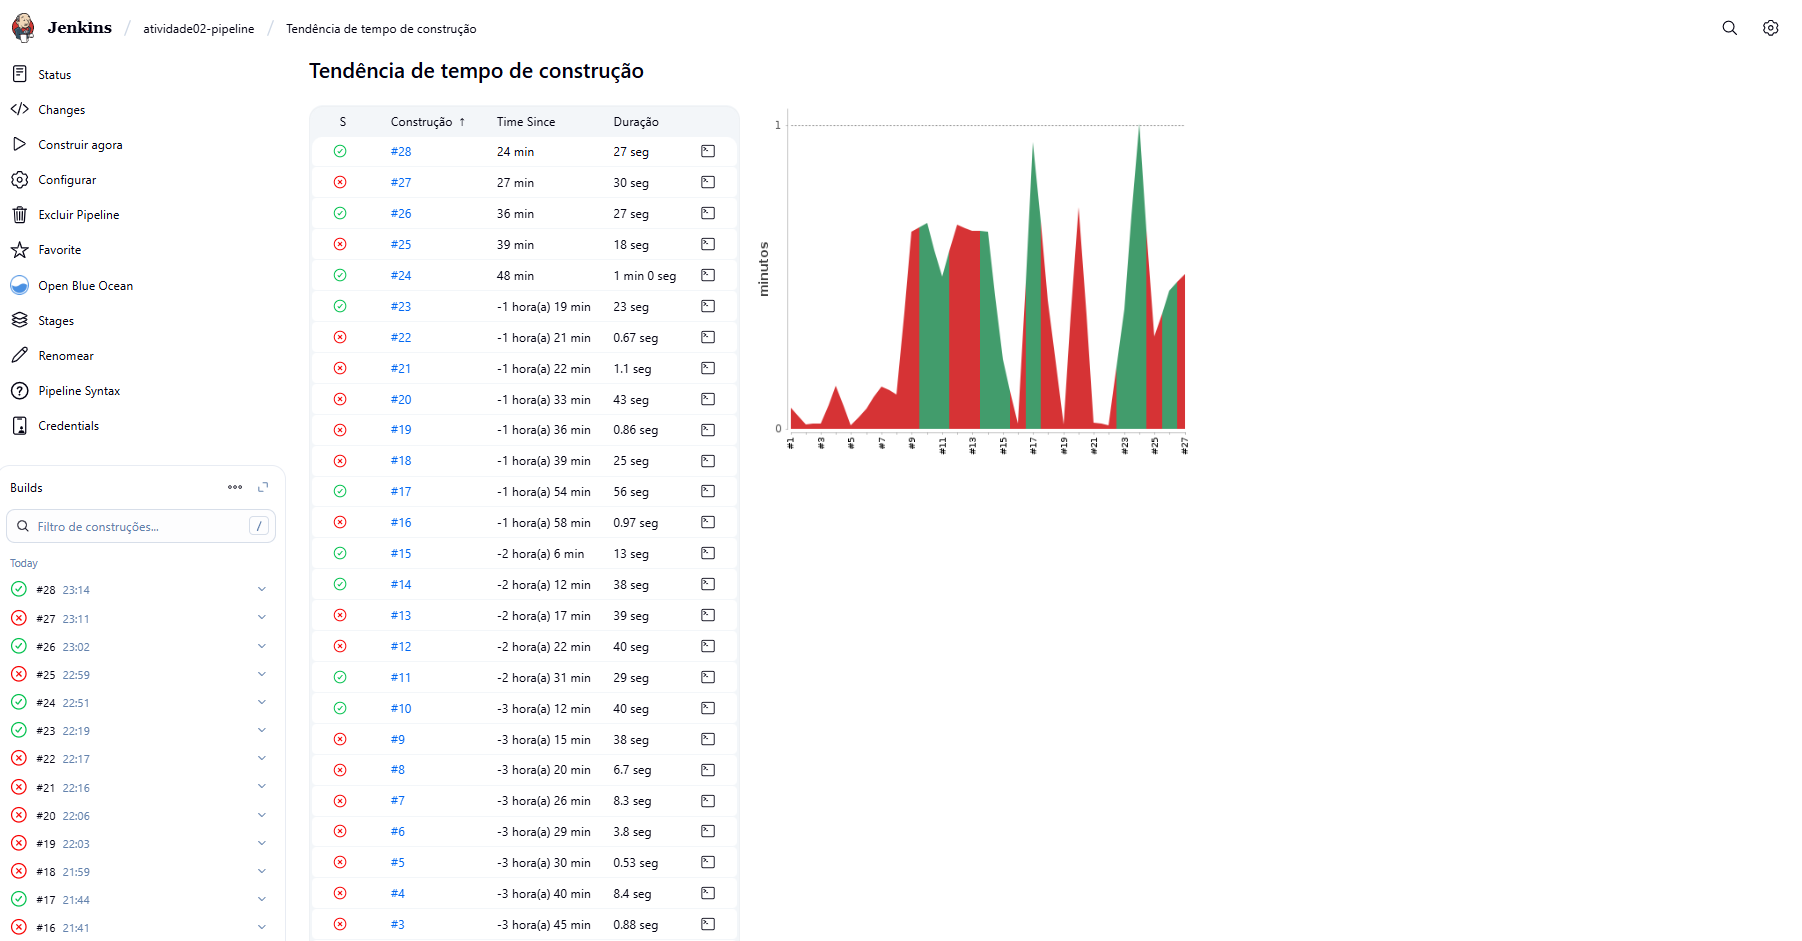 Jenkins / atividade02-pipeline / Tendência de tempo de construção
Status
Changes
Construir agora
Configurar
Excluir Pipeline
Favorite
Open Blue Ocean
Stages
Renomear
Pipeline Syntax
Credentials
Builds
Filtro de construções... /
Today
#28 23:14
#27 23:11
#26 23:02
#25 22:59
#24 22:51
#23 22:19
#22 22:17
#21 22:16
#20 22:06
#19 22:03
#18 21:59
#17 21:44
#16 21:41
Tendência de tempo de construção
S Construção ↑ Time Since Duração
#28 24 min 27 seg
#27 27 min 30 seg
#26 36 min 27 seg
#25 39 min 18 seg
#24 48 min 1 min 0 seg
#23 -1 hora(a) 19 min 23 seg
#22 -1 hora(a) 21 min 0.67 seg
#21 -1 hora(a) 22 min 1.1 seg
#20 -1 hora(a) 33 min 43 seg
#19 -1 hora(a) 36 min 0.86 seg
#18 -1 hora(a) 39 min 25 seg
#17 -1 hora(a) 54 min 56 seg
#16 -1 hora(a) 58 min 0.97 seg
#15 -2 hora(a) 6 min 13 seg
#14 -2 hora(a) 12 min 38 seg
#13 -2 hora(a) 17 min 39 seg
#12 -2 hora(a) 22 min 40 seg
#11 -2 hora(a) 31 min 29 seg
#10 -3 hora(a) 12 min 40 seg
#9 -3 hora(a) 15 min 38 seg
#8 -3 hora(a) 20 min 6.7 seg
#7 -3 hora(a) 26 min 8.3 seg
#6 -3 hora(a) 29 min 3.8 seg
#5 -3 hora(a) 30 min 0.53 seg
#4 -3 hora(a) 40 min 8.4 seg
#3 -3 hora(a) 45 min 0.88 seg
minutos
1
0
#1 #3 #5 #7 #9 #11 #13 #15 #17 #19 #21 #23 #25 #27